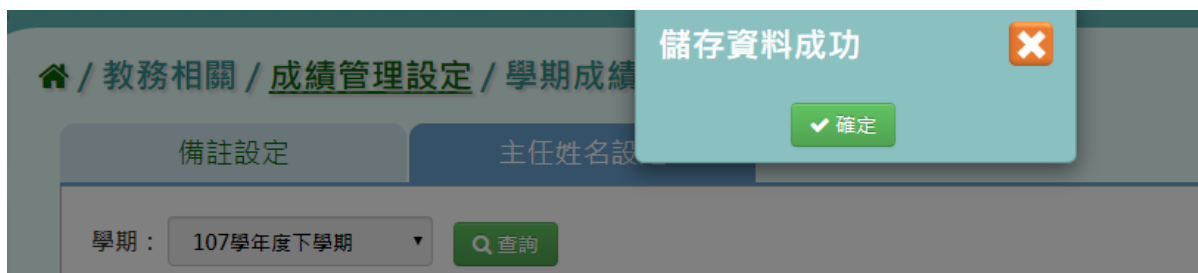 儲存資料成功
確定
/ 教務相關 / 成績管理設定 / 學期成績
備註設定
主任姓名設
學期：
107學年度下學期
查詢